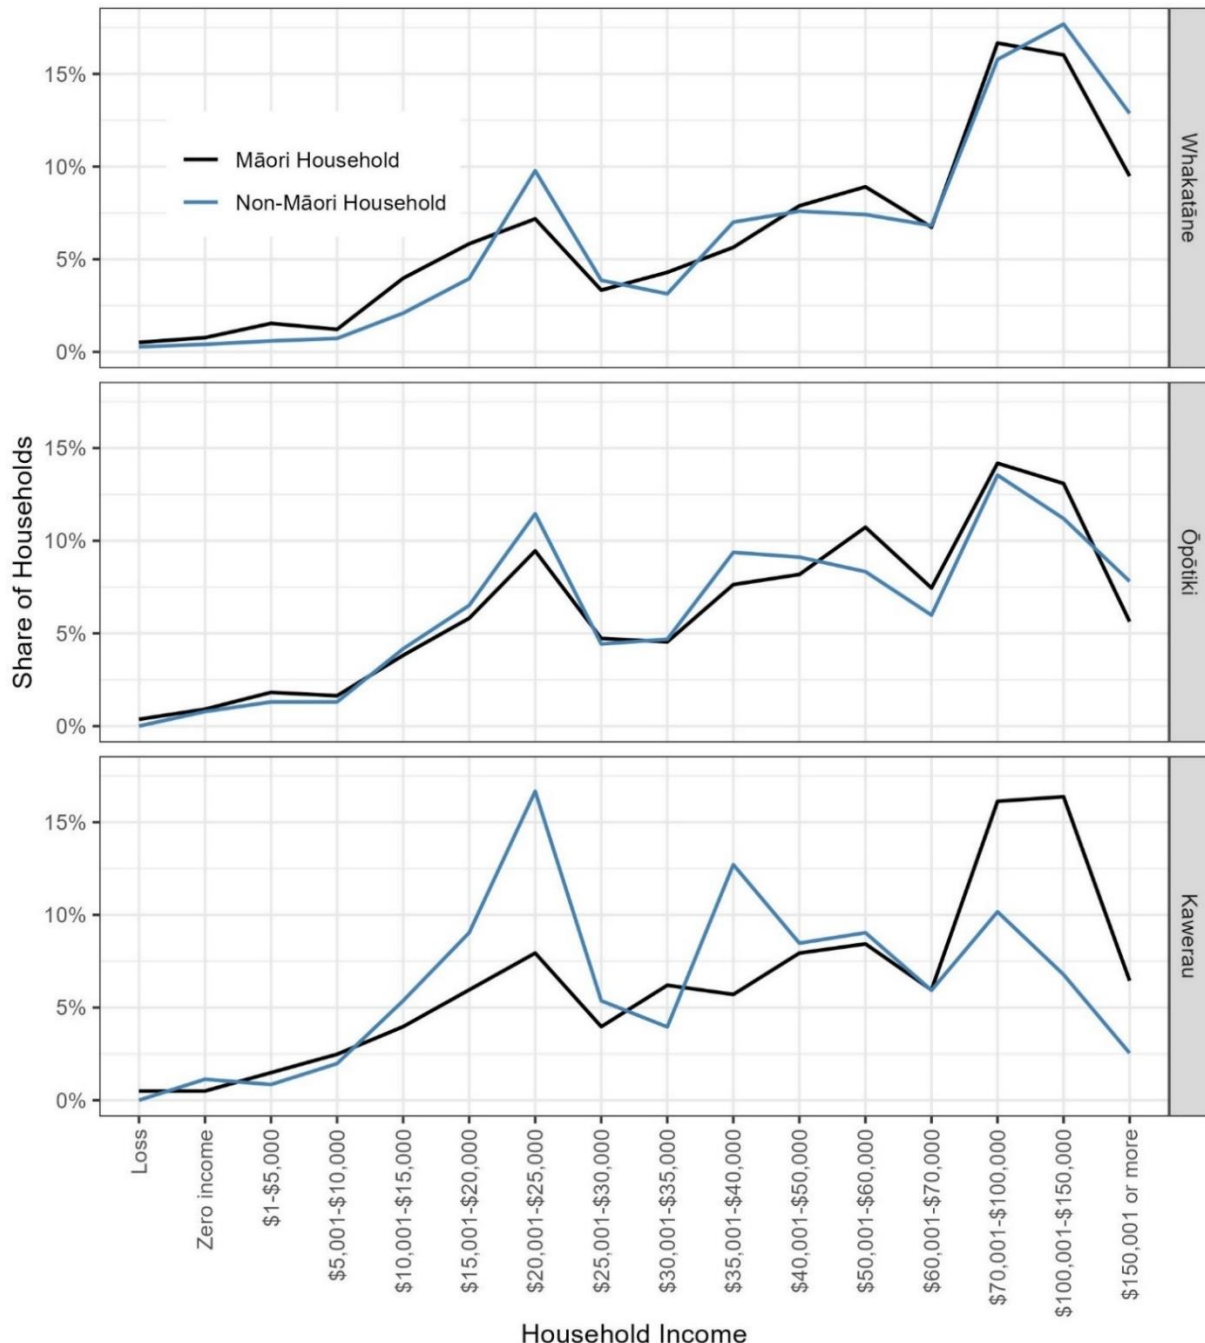 15%
10%
5%
0%
Māori Household
Non-Māori Household
Whakatāne
15%
10%
5%
0%
Ōpōtiki
15%
10%
5%
0%
Kawerau
Share of Households
Loss
Zero income
$1-$5,000
$5,001-$10,000
$10,001-$15,000
$15,001-$20,000
$20,001-$25,000
$25,001-$30,000
$30,001-$35,000
$35,001-$40,000
$40,001-$50,000
$50,001-$60,000
$60,001-$70,000
$70,001-$100,000
$100,001-$150,000
$150,001 or more
Household Income